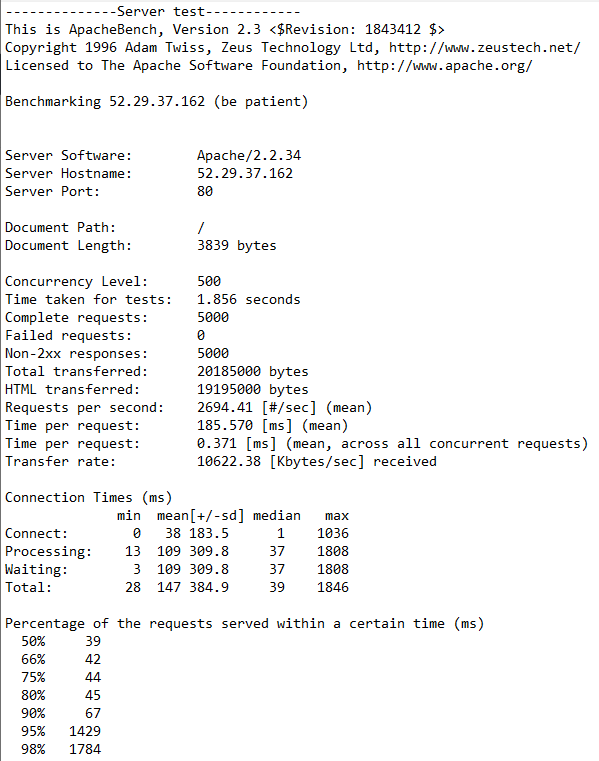 --------------Server test------------
This is ApacheBench, Version 2.3 <$Revision: 1843412 $>
Copyright 1996 Adam Twiss, Zeus Technology Ltd, http://www.zeustech.net/
Licensed to The Apache Software Foundation, http://www.apache.org/

Benchmarking 52.29.37.162 (be patient)


Server Software:        Apache/2.2.34
Server Hostname:        52.29.37.162
Server Port:            80

Document Path:          /
Document Length:        3839 bytes

Concurrency Level:      500
Time taken for tests:   1.856 seconds
Complete requests:      5000
Failed requests:        0
Non-2xx responses:      5000
Total transferred:      20185000 bytes
HTML transferred:       19195000 bytes
Requests per second:    2694.41 [#/sec] (mean)
Time per request:       185.570 [ms] (mean)
Time per request:       0.371 [ms] (mean, across all concurrent requests)
Transfer rate:          10622.38 [Kbytes/sec] received

Connection Times (ms)
              min  mean[+/-sd] median   max
Connect:        0   38 183.5      1    1036
Processing:    13  109 309.8     37    1808
Waiting:        3  109 309.8     37    1808
Total:         28  147 384.9     39    1846

Percentage of the requests served within a certain time (ms)
  50%     39
  66%     42
  75%     44
  80%     45
  90%     67
  95%   1429
  98%   1784